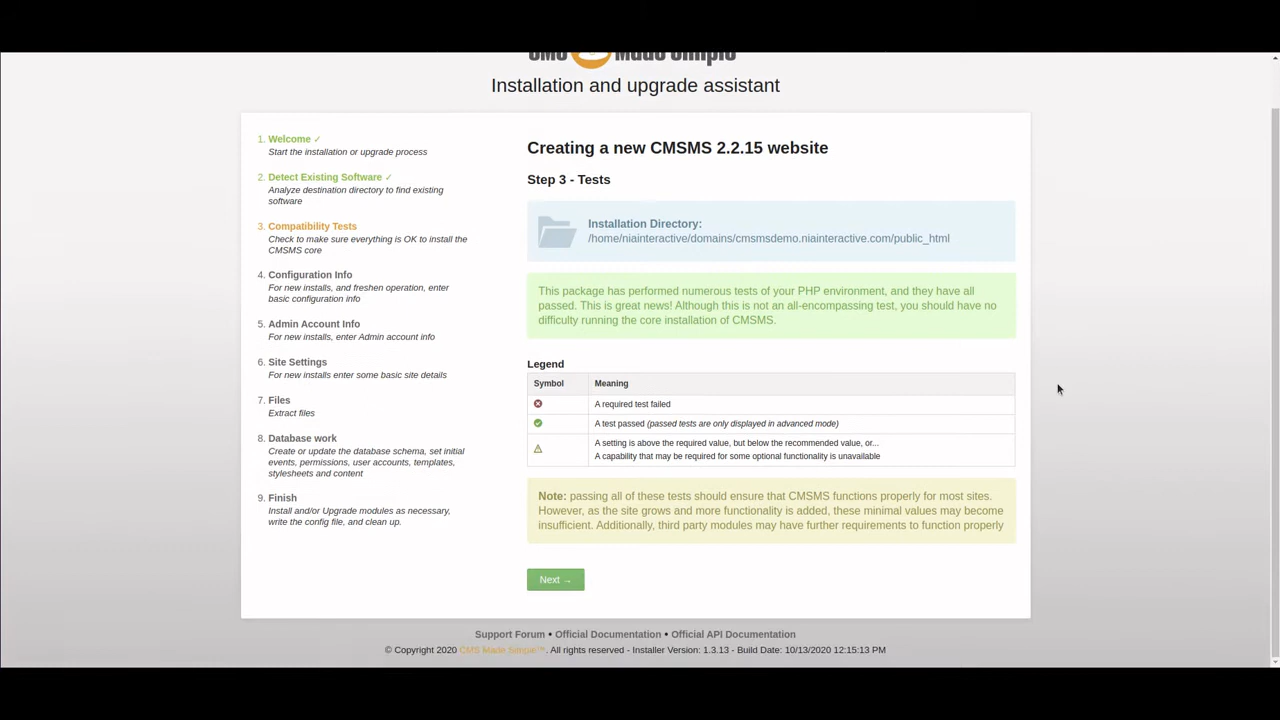 CMS Made Simple
Installation and upgrade assistant
1. Welcome ✓
Start the installation or upgrade process
2. Detect Existing Software ✓
Analyze destination directory to find existing
software
3. Compatibility Tests
Check to make sure everything is OK to install the
CMSMS core
4. Configuration Info
For new installs, and freshen operation, enter
basic configuration info
5. Admin Account Info
For new installs, enter Admin account info
6. Site Settings
For new installs enter some basic site details
7. Files
Extract files
8. Database work
Create or update the database schema, set initial
events, permissions, user accounts, templates,
stylesheets and content
9. Finish
Install and/or Upgrade modules as necessary,
write the config file, and clean up.
Creating a new CMSMS 2.2.15 website
Step 3 - Tests
Installation Directory:
/home/niainteractive/domains/cmsmsdemo.niainteractive.com/public_html
This package has performed numerous tests of your PHP environment, and they have all
passed. This is great news! Although this is not an all-encompassing test, you should have no
difficulty running the core installation of CMSMS.
Legend
Symbol Meaning
A required test failed
A test passed (passed tests are only displayed in advanced mode)
A setting is above the required value, but below the recommended value, or...
A capability that may be required for some optional functionality is unavailable
Note: passing all of these tests should ensure that CMSMS functions properly for most sites.
However, as the site grows and more functionality is added, these minimal values may become
insufficient. Additionally, third party modules may have further requirements to function properly
Next →
Support Forum • Official Documentation • Official API Documentation
© Copyright 2020 CMS Made Simple™. All rights reserved - Installer Version: 1.3.13 - Build Date: 10/13/2020 12:15:13 PM